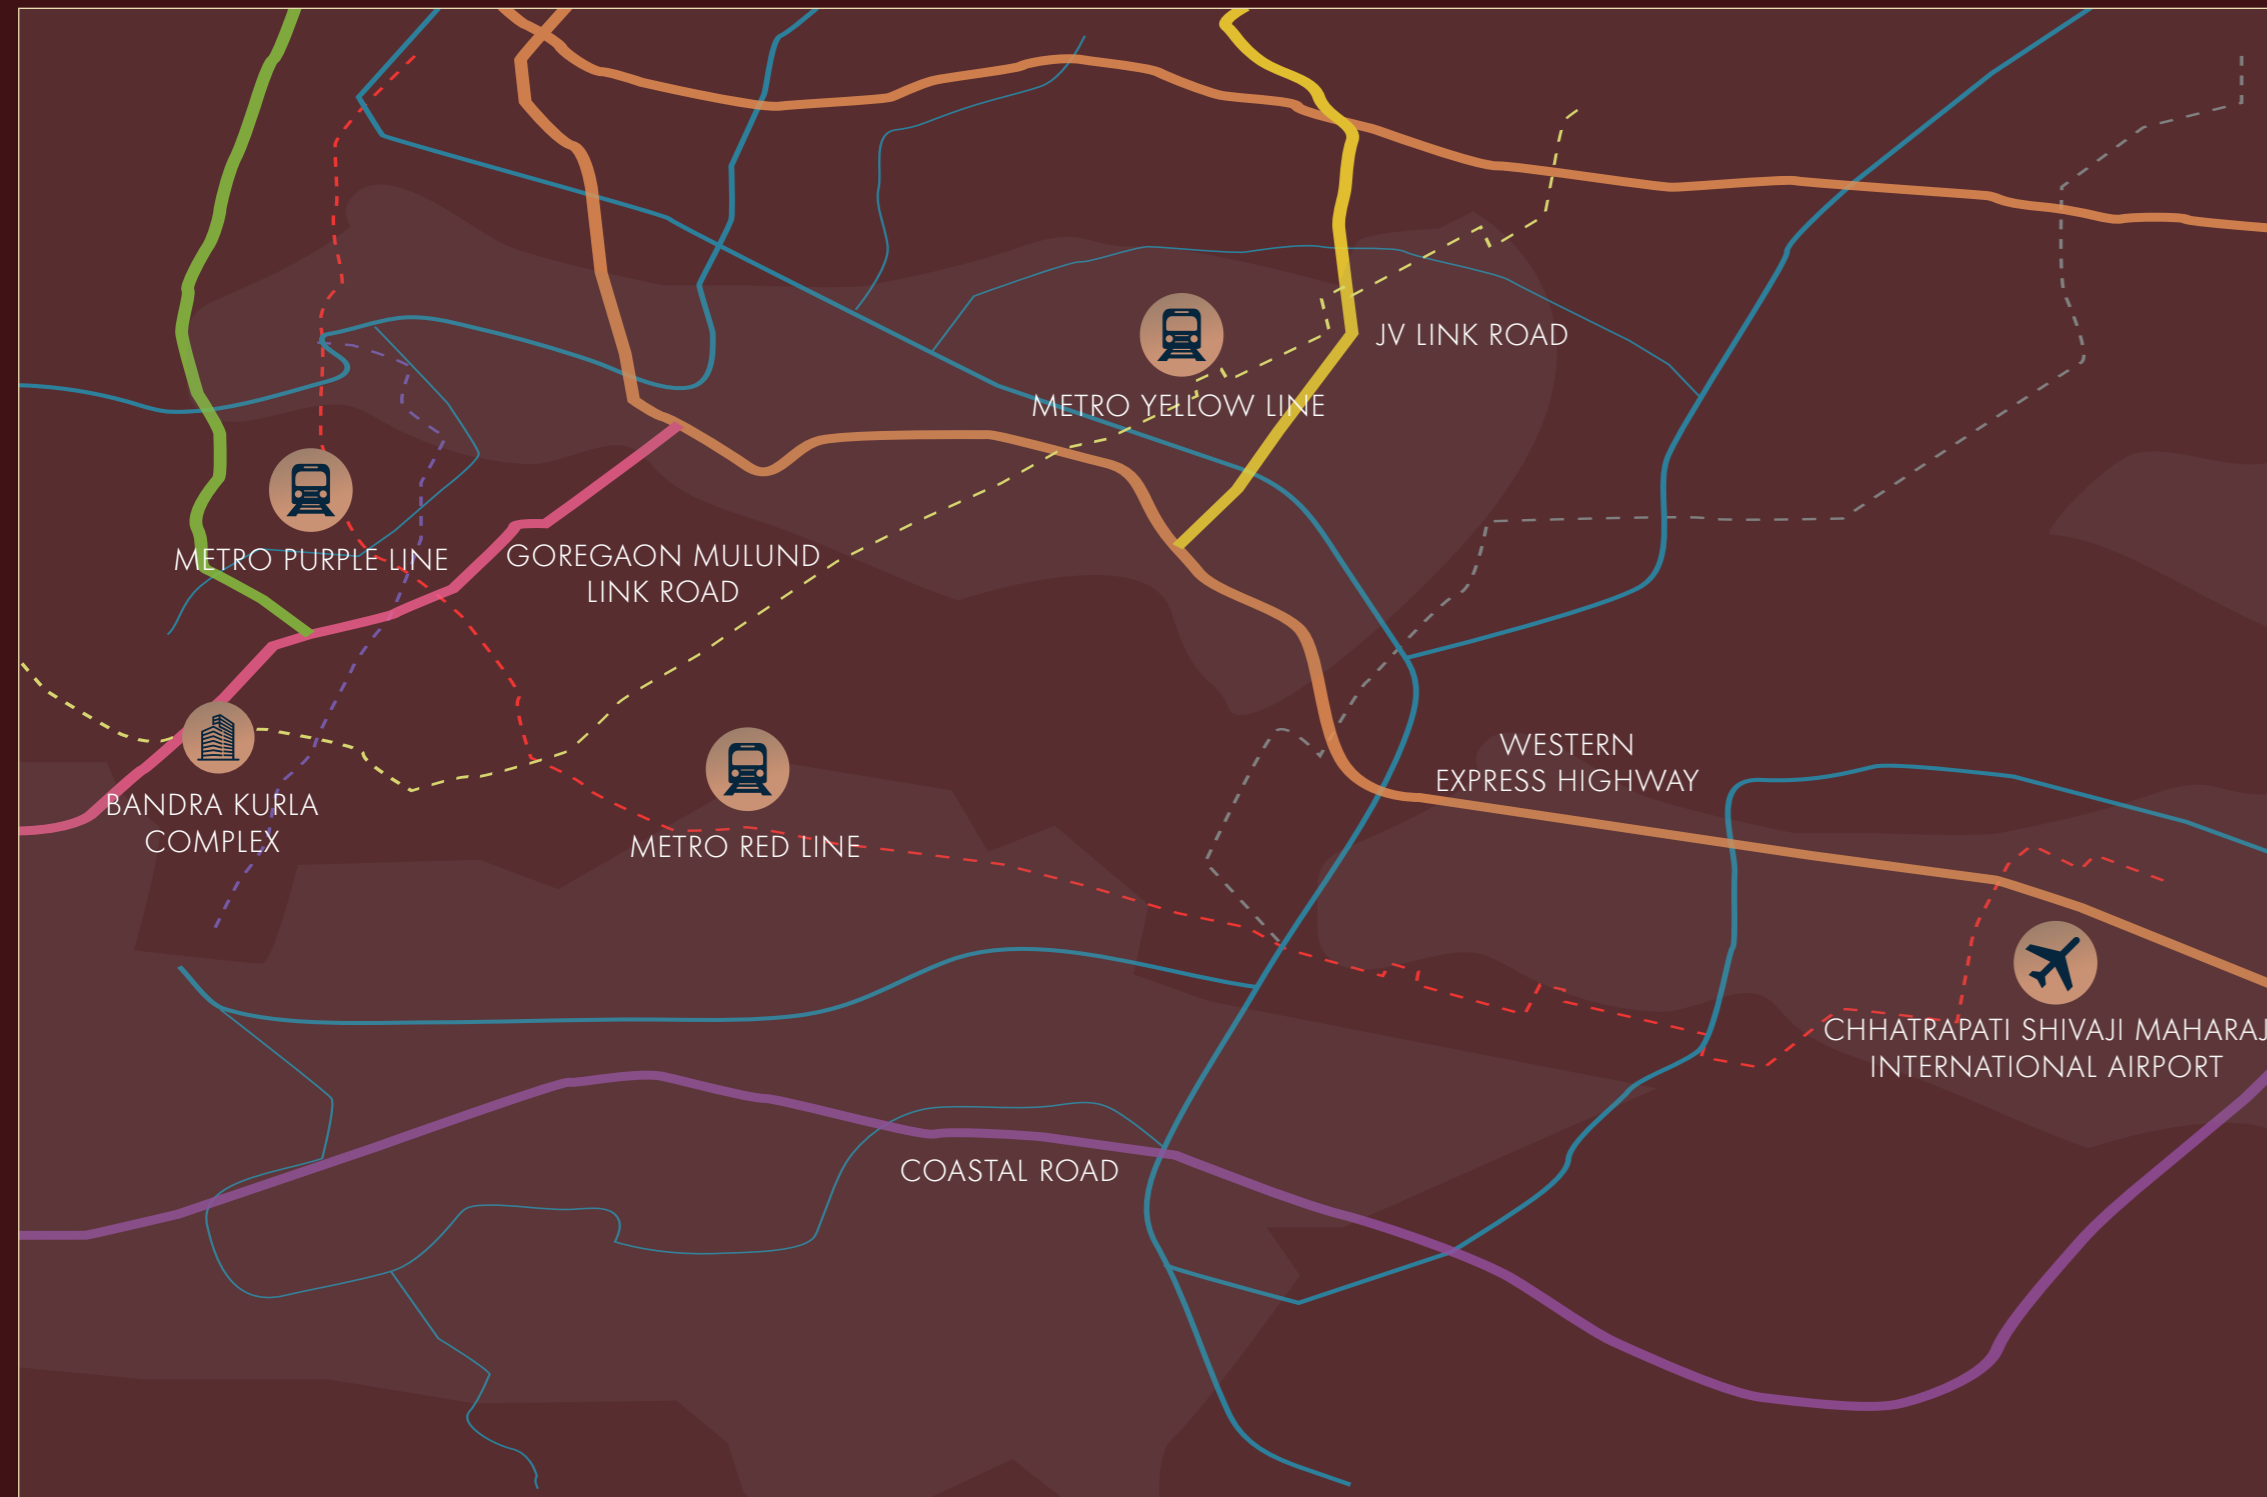 JV LINK ROAD
METRO YELLOW LINE
METRO PURPLE LINE
GOREGAON MULUND
LINK ROAD
WESTERN
EXPRESS HIGHWAY
BANDRA KURLA
COMPLEX
METRO RED LINE
CHHATRAPATI SHIVAJI MAHARAJ
INTERNATIONAL AIRPORT
COASTAL ROAD